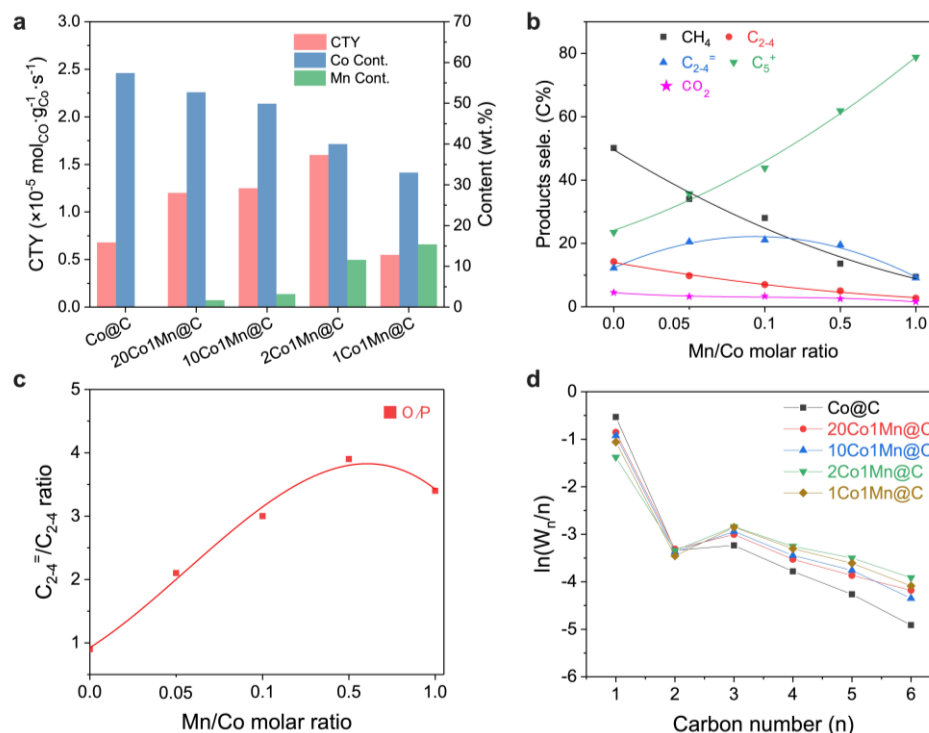 a
CTY (×10⁻⁵ mol_CO·g_Co⁻¹·s⁻¹)
3.0
2.5
2.0
1.5
1.0
0.5
0.0
CTY
Co Cont.
Mn Cont.
70
60
50
40
30
20
10
0
Content (wt.%)
Co@C
20Co1Mn@C
10Co1Mn@C
2Co1Mn@C
1Co1Mn@C
b
Products sele. (C%)
80
60
40
20
0
CH₄
C₂₋₄
C₂₋₄⁼
C₅⁺
CO₂
0.0
0.05
0.1
0.5
1.0
Mn/Co molar ratio
c
C₂₋₄⁼/C₂₋₄ ratio
5
4
3
2
1
O/P
0.0
0.05
0.1
0.5
1.0
Mn/Co molar ratio
d
ln(Wₙ/n)
-0
-1
-2
-3
-4
-5
-6
Co@C
20Co1Mn@C
10Co1Mn@C
2Co1Mn@C
1Co1Mn@C
1
2
3
4
5
6
Carbon number (n)